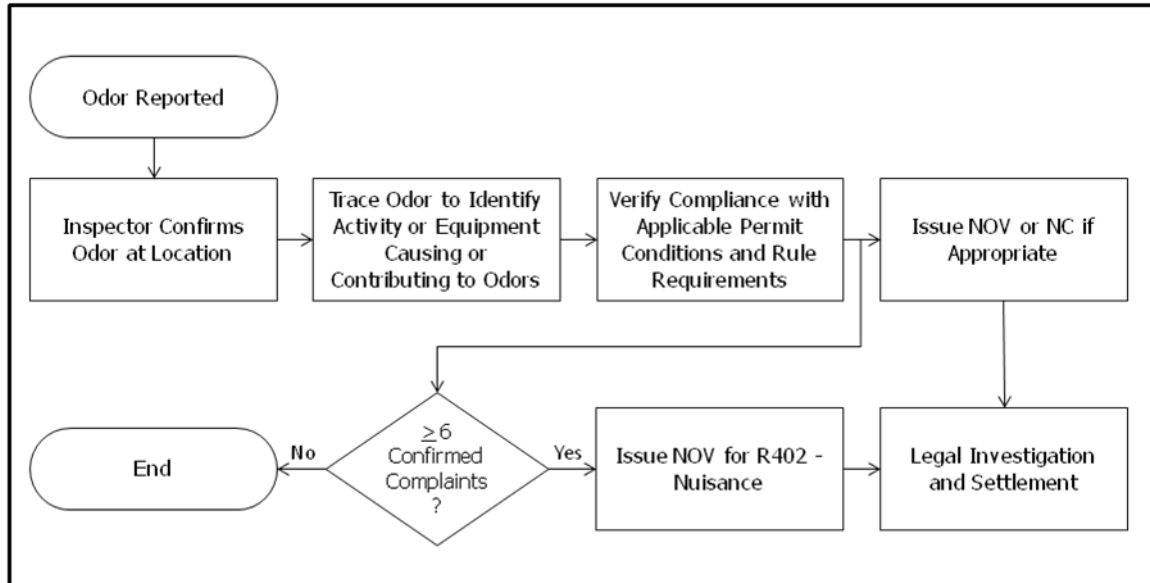 Odor Reported
Inspector Confirms
Odor at Location
Trace Odor to Identify
Activity or Equipment
Causing or
Contributing to Odors
Verify Compliance with
Applicable Permit
Conditions and Rule
Requirements
Issue NOV or NC if
Appropriate
End
No
≥6
Confirmed
Complaints
?
Yes
Issue NOV for R402 -
Nuisance
Legal Investigation
and Settlement